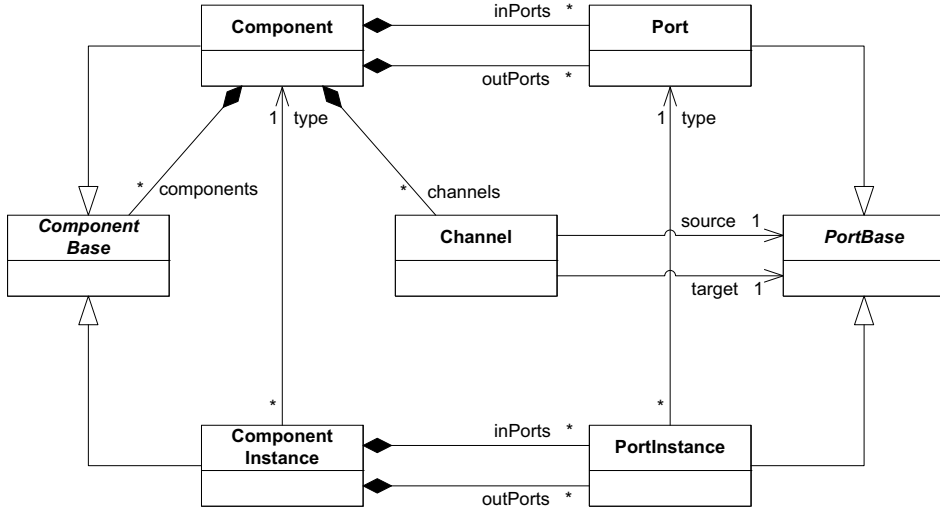 inPorts *
Component
Port
outPorts *
1 type
1 type
* components
* channels
Component
Base
Channel
source 1
PortBase
target 1
*
*
inPorts *
Component
Instance
PortInstance
outPorts *